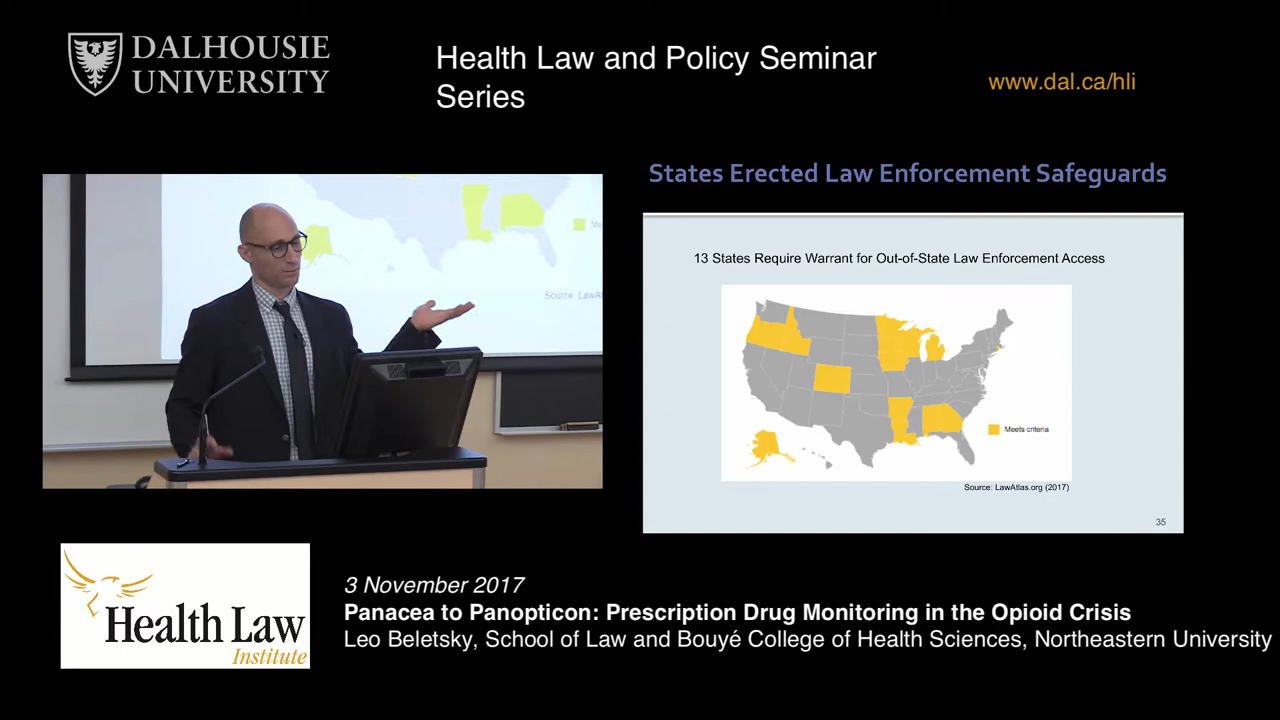 DALHOUSIE
UNIVERSITY
Health Law and Policy Seminar
Series
www.dal.ca/hli
States Erected Law Enforcement Safeguards
13 States Require Warrant for Out-of-State Law Enforcement Access
Meets criteria
Source: LawAtlas.org (2017)
35
Me
Source: LawAt
Health Law
Institute
3 November 2017
Panacea to Panopticon: Prescription Drug Monitoring in the Opioid Crisis
Leo Beletsky, School of Law and Bouyé College of Health Sciences, Northeastern University